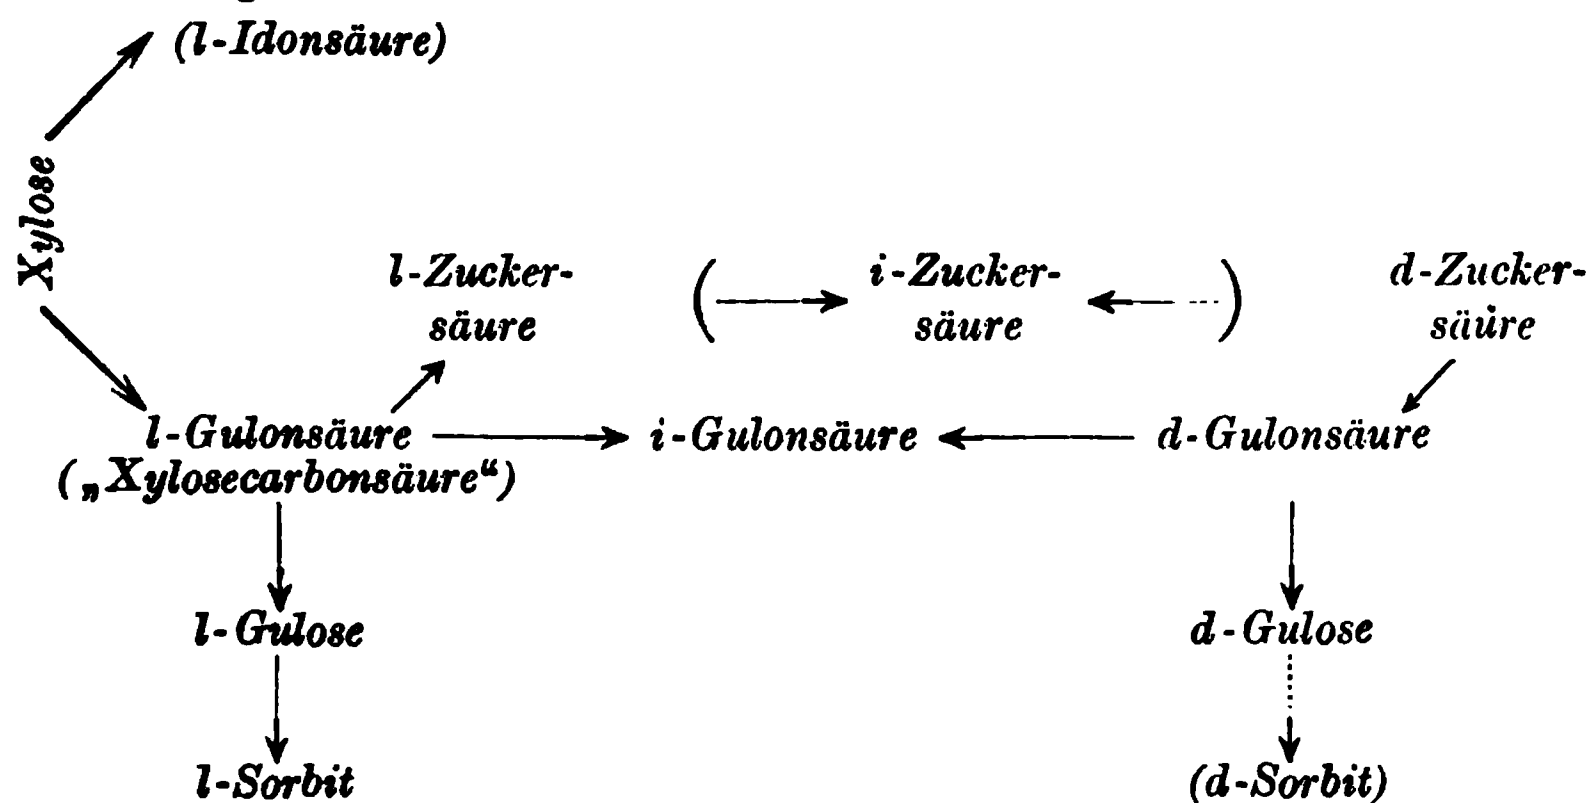 (l-Idonsäure)
Xylose
l-Zucker-
säure
i-Zucker-
säure
d-Zucker-
säure
l-Gulonsäure
(„Xylosecarbonsäure“)
i-Gulonsäure
d-Gulonsäure
l-Gulose
d-Gulose
l-Sorbit
(d-Sorbit)